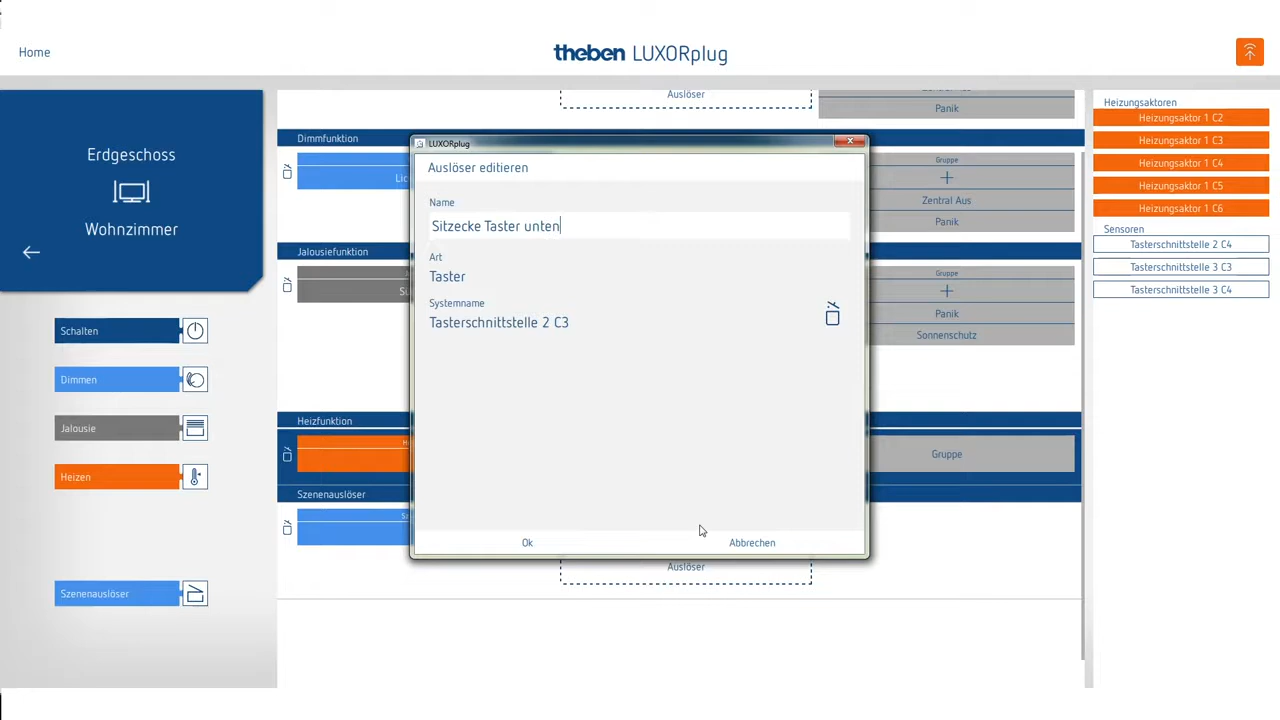 Home
theben LUXORplug
Erdgeschoss
Wohnzimmer
Schalten
Dimmen
Jalousie
Heizen
Szenenauslöser
Auslöser
Panik
Dimmfunktion
Gruppe
+
Zentral Aus
Panik
Jalousiefunktion
Gruppe
+
Panik
Sonnenschutz
Heizfunktion
Gruppe
Szenenauslöser
Auslöser
LUXORplug
Auslöser editieren
Name
Sitzecke Taster unten
Art
Taster
Systemname
Tasterschnittstelle 2 C3
Ok
Abbrechen
Heizungsaktoren
Heizungsaktor 1 C2
Heizungsaktor 1 C3
Heizungsaktor 1 C4
Heizungsaktor 1 C5
Heizungsaktor 1 C6
Sensoren
Tasterschnittstelle 2 C4
Tasterschnittstelle 3 C3
Tasterschnittstelle 3 C4